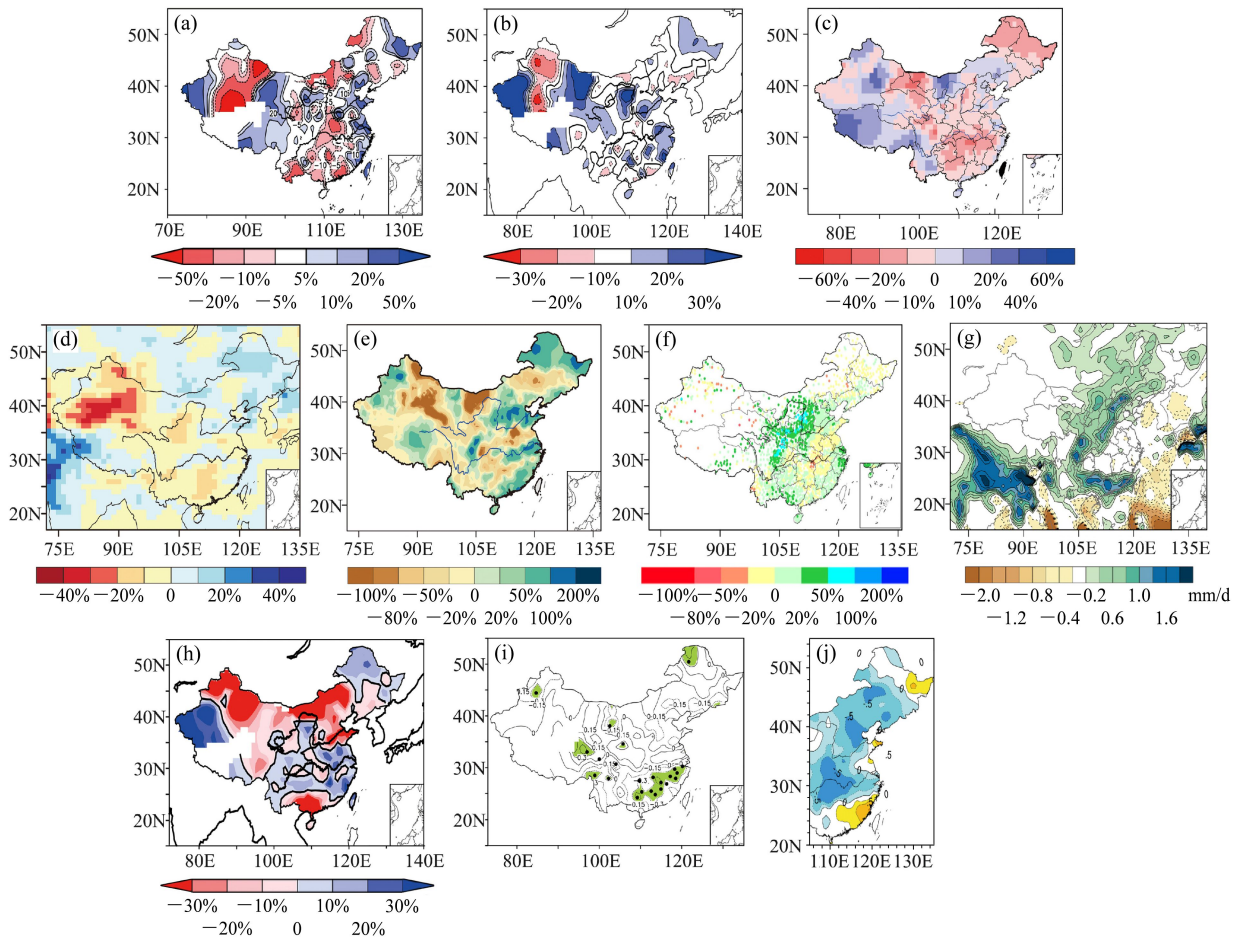 (a)
50N
40N
30N
20N
70E 80E 90E 100E 110E 120E 130E
−50% −10% 5% 20%
−20% −5% 10% 50%
(b)
50N
40N
30N
20N
80E 90E 100E 110E 120E 130E 140E
−30% −10% 20%
−20% 10% 30%
(c)
50N
40N
30N
20N
80E 100E 120E
−60% −20% 0 20% 60%
−40% −10% 10% 40%
(d)
50N
40N
30N
20N
75E 90E 105E 120E 135E
−40% −20% 0 20% 40%
(e)
50N
40N
30N
20N
75E 90E 105E 120E 135E
−100% −50% 0 50% 200%
−80% −20% 20% 100%
(f)
50N
40N
30N
20N
75E 90E 105E 120E 135E
−100% −50% 0 50% 200%
−80% −20% 20% 100%
(g)
50N
40N
30N
20N
75E 90E 105E 120E 135E
−2.0 −0.8 −0.2 1.0 mm/d
−1.2 −0.4 0.6 1.6
(h)
50N
40N
30N
20N
80E 100E 120E 140E
−30% −10% 10% 30%
−20% 0 20%
(i)
50N
40N
30N
20N
80E 100E 120E
(j)
50N
40N
30N
20N
110E 120E 130E